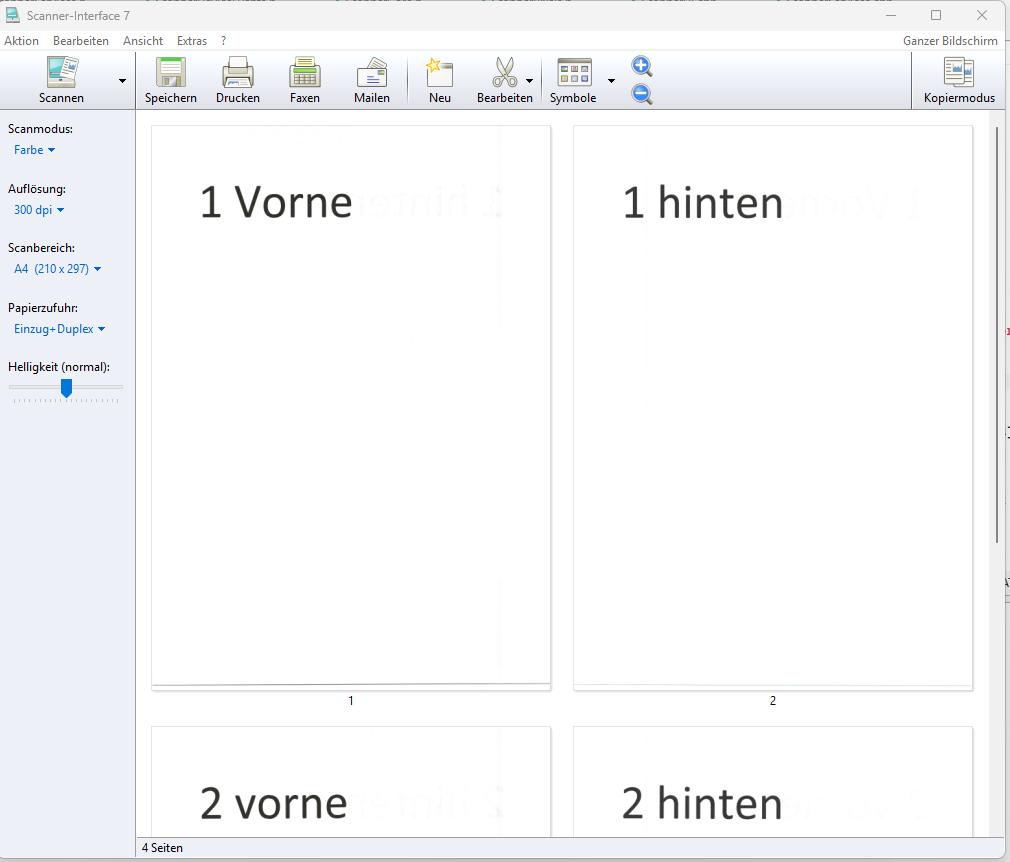 Scanner-Interface 7
Aktion Bearbeiten Ansicht Extras ? Ganzer Bildschirm
Scannen Speichern Drucken Faxen Mailen Neu Bearbeiten Symbole Kopiermodus
Scanmodus:
Farbe
Auflösung:
300 dpi
Scanbereich:
A4 (210 x 297)
Papierzufuhr:
Einzug+Duplex
Helligkeit (normal):
1 Vorne
1 hinten
1
2
2 vorne
2 hinten
4 Seiten